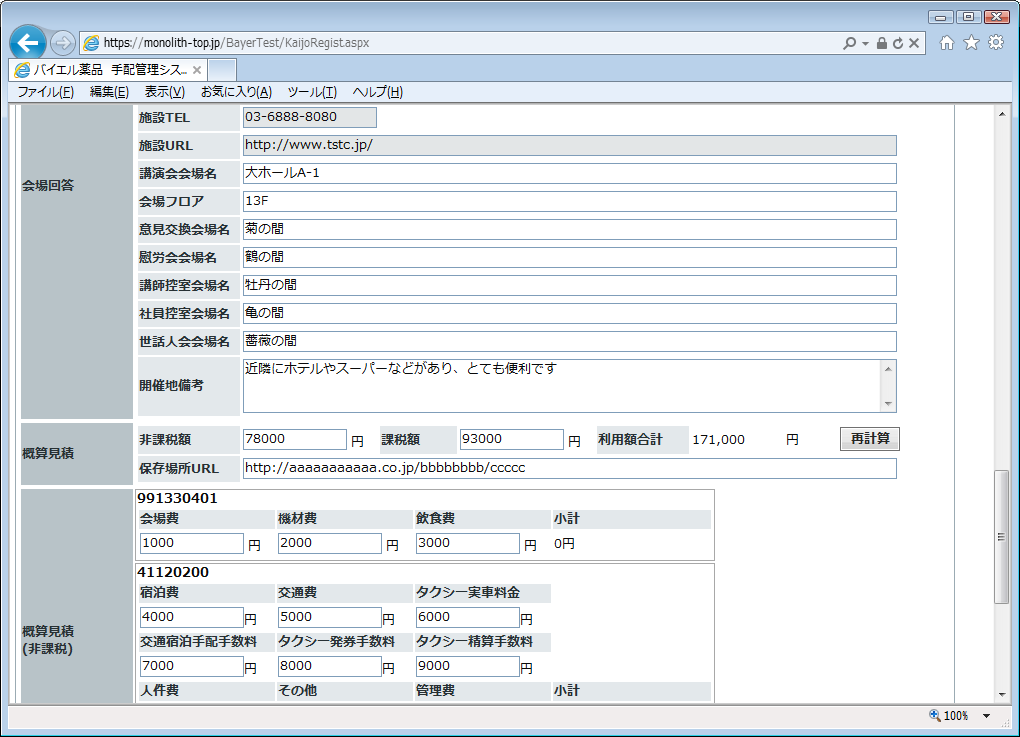 https://monolith-top.jp/BayerTest/KaijoRegist.aspx
バイエル薬品 手配管理シス...
ファイル(F) 編集(E) 表示(V) お気に入り(A) ツール(T) ヘルプ(H)
会場回答
施設TEL 03-6888-8080
施設URL http://www.tstc.jp/
講演会会場名 大ホールA-1
会場フロア 13F
意見交換会場名 菊の間
慰労会会場名 鶴の間
講師控室会場名 牡丹の間
社員控室会場名 亀の間
世話人会会場名 薔薇の間
開催地備考 近隣にホテルやスーパーなどがあり、とても便利です
概算見積
非課税額 78000 円 課税額 93000 円 利用額合計 171,000 円 再計算
保存場所URL http://aaaaaaaaaaa.co.jp/bbbbbbbb/ccccc
概算見積
(非課税)
991330401
会場費 機材費 飲食費 小計
1000 円 2000 円 3000 円 0円
41120200
宿泊費 交通費 タクシー実車料金
4000 円 5000 円 6000 円
交通宿泊手配手数料 タクシー発券手数料 タクシー精算手数料
7000 円 8000 円 9000 円
人件費 その他 管理費 小計
100%